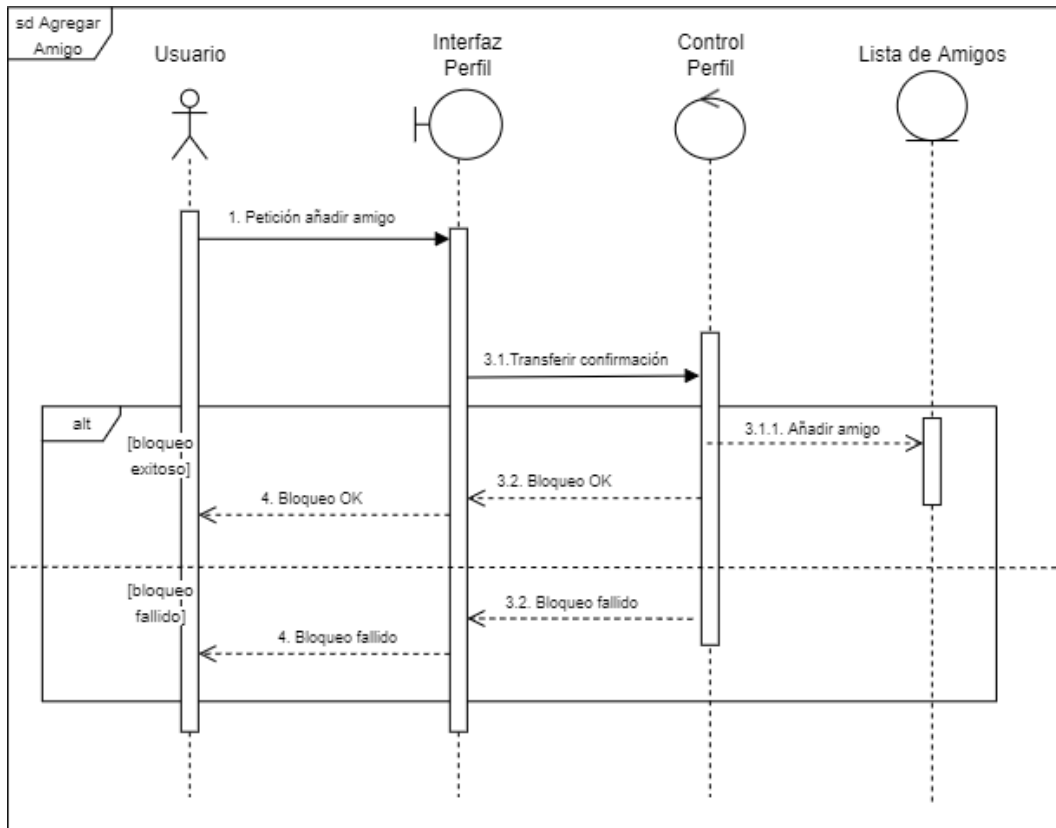 sd Agregar
Amigo
Usuario
Interfaz
Perfil
Control
Perfil
Lista de Amigos
1. Petición añadir amigo
3.1.Transferir confirmación
alt
[bloqueo
exitoso]
3.1.1. Añadir amigo
3.2. Bloqueo OK
4. Bloqueo OK
[bloqueo
fallido]
3.2. Bloqueo fallido
4. Bloqueo fallido